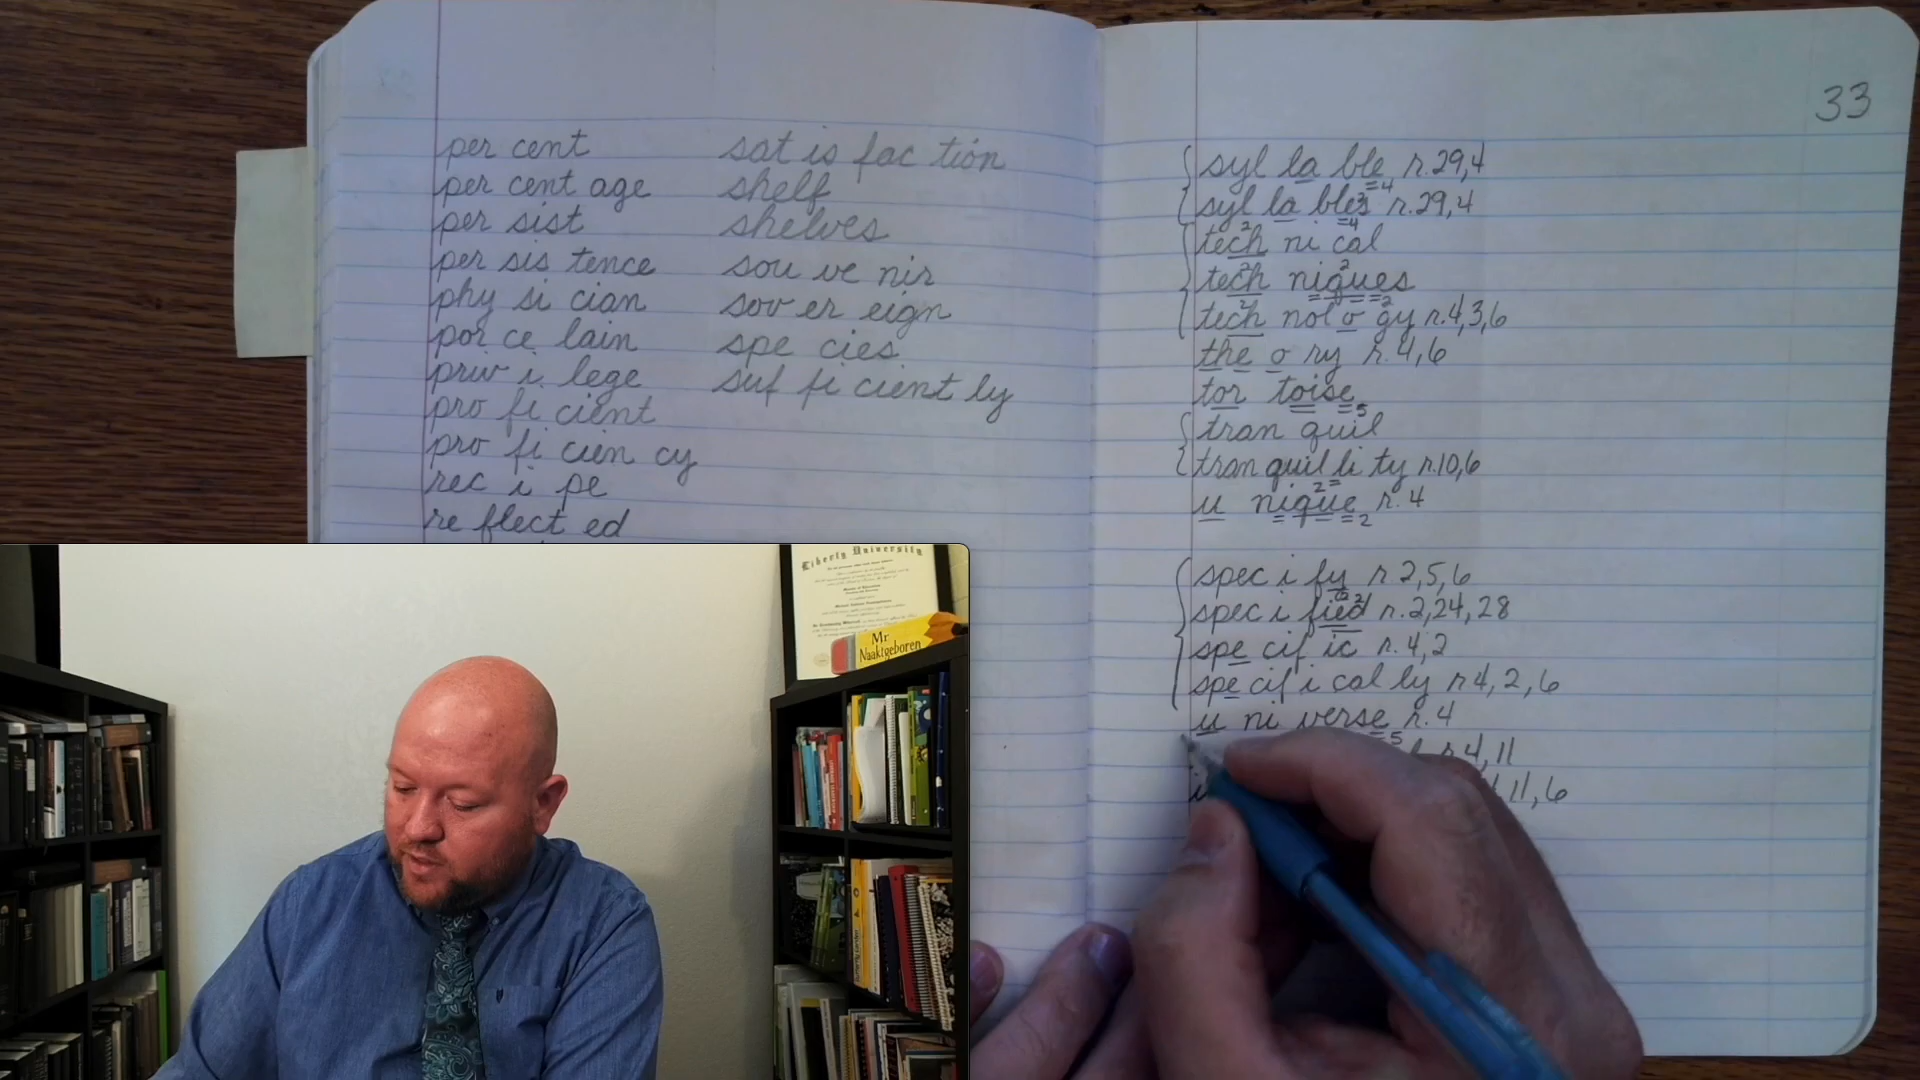 33
per cent
per cent age
per sist
per sis tence
phy si cian
por ce lain
priv i lege
pro fi cient
pro fi cien cy
rec i pe
re flect ed
sat is fac tion
shelf
shelves
sou ve nir
sov er eign
spe cies
suf fi cient ly
syl la ble r.29,4
syl la bles r.29,4
tech ni cal
tech niques
tech nol o gy r.4,3,6
the o ry r.4,6
tor toise
tran quil
tran quil li ty r.10,6
u nique r.4
spec i fy r.2,5,6
spec i fied r.2,24,28
spe cif ic r.4,2
spe cif i cal ly r4,2,6
u ni verse r.4
r.4,11
11,6
Liberty University
Mr
Naaktgeboren